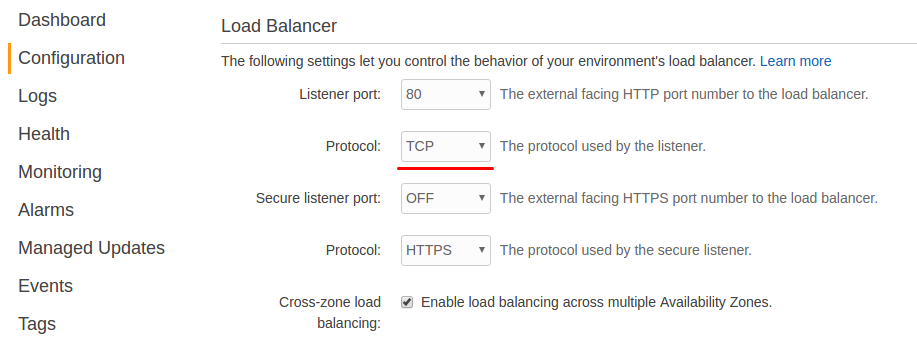 Dashboard
Configuration
Logs
Health
Monitoring
Alarms
Managed Updates
Events
Tags
Load Balancer
The following settings let you control the behavior of your environment's load balancer. Learn more
Listener port: 80 The external facing HTTP port number to the load balancer.
Protocol: TCP The protocol used by the listener.
Secure listener port: OFF The external facing HTTPS port number to the load balancer.
Protocol: HTTPS The protocol used by the secure listener.
Cross-zone load
balancing:
Enable load balancing across multiple Availability Zones.